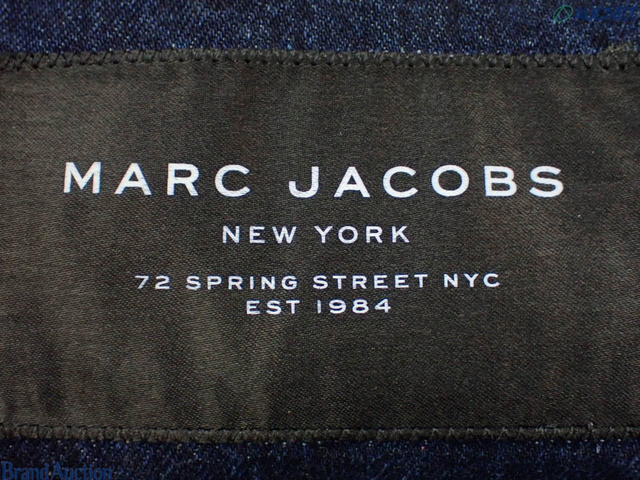 MARC JACOBS
NEW YORK
72 SPRING STREET NYC
EST 1984
Brand Auction